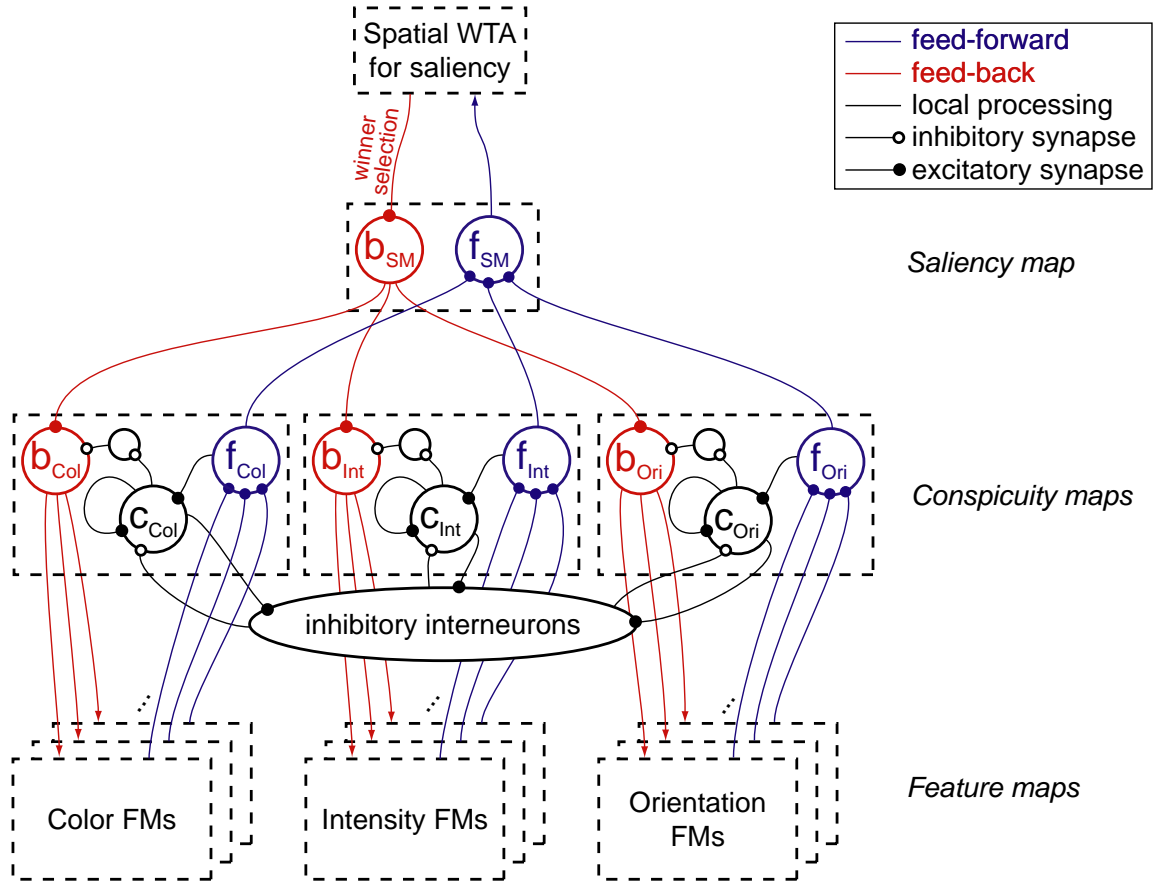 Spatial WTA
for saliency
feed-forward
feed-back
local processing
inhibitory synapse
excitatory synapse
winner
selection
bSM
fSM
Saliency map
bCol
fCol
cCol
bInt
fInt
cInt
bOri
fOri
cOri
Conspicuity maps
inhibitory interneurons
Color FMs
Intensity FMs
Orientation
FMs
Feature maps